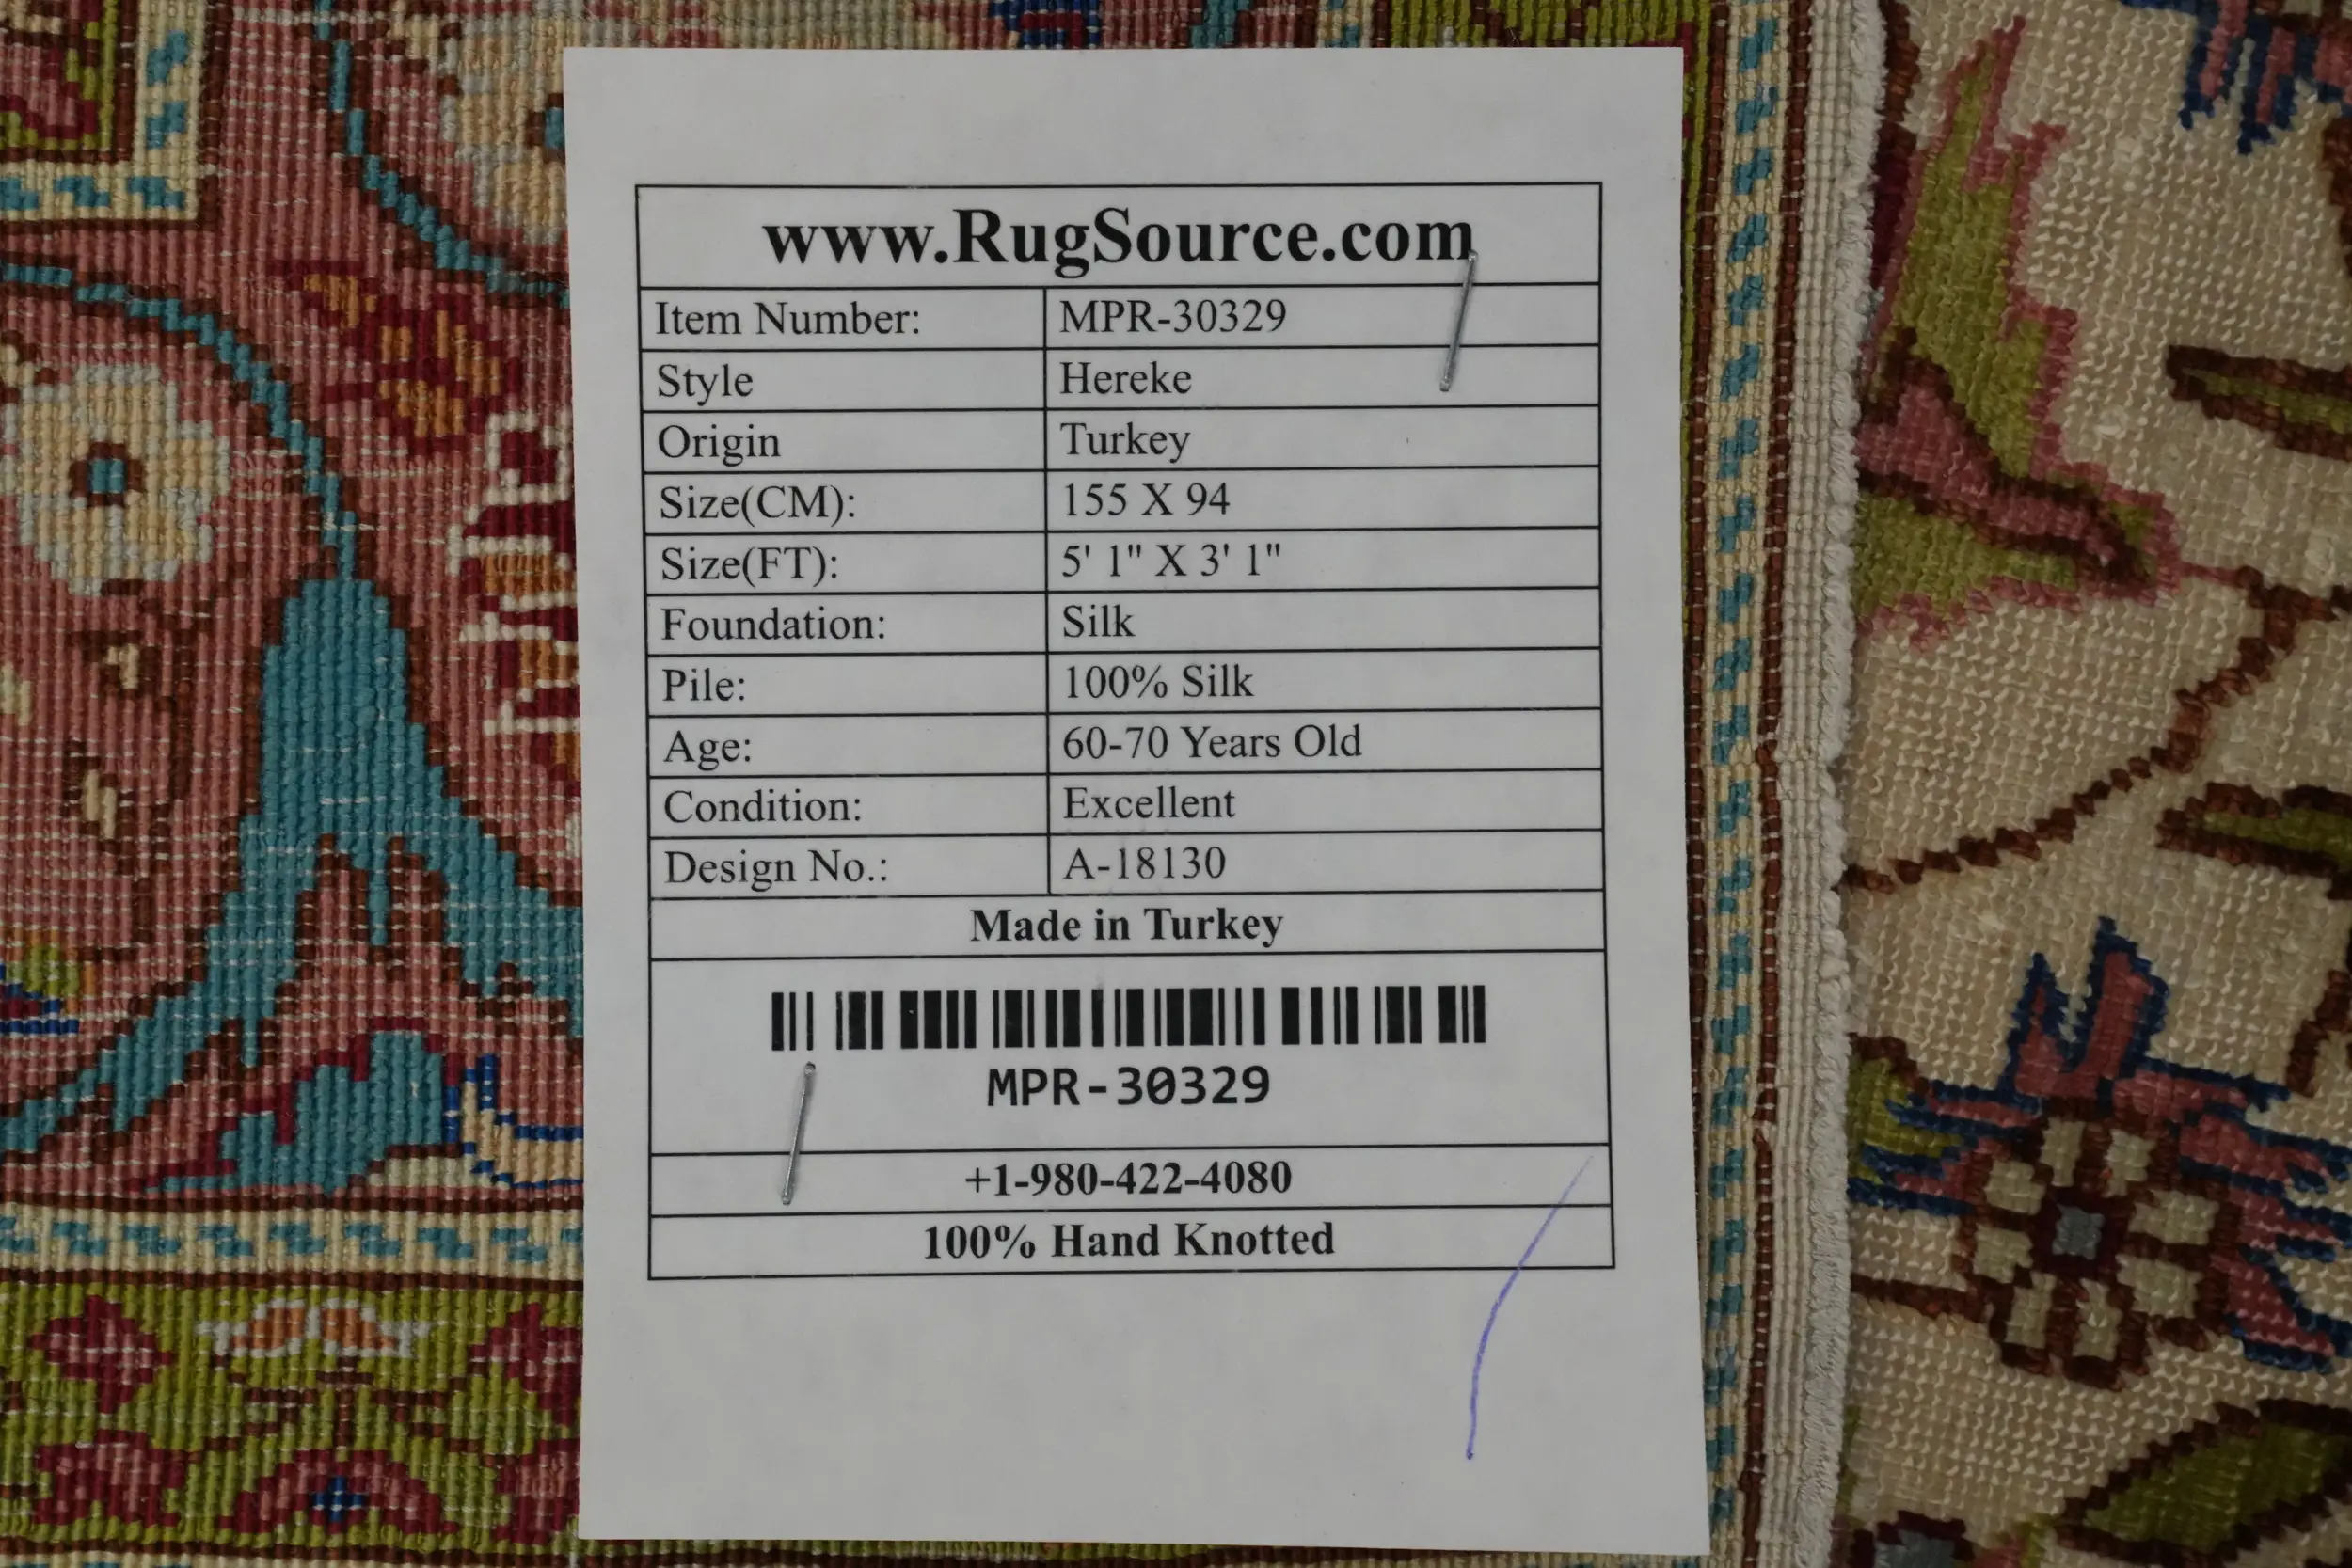 www.RugSource.com
Item Number: MPR-30329
Style Hereke
Origin Turkey
Size(CM): 155 X 94
Size(FT): 5' 1" X 3' 1"
Foundation: Silk
Pile: 100% Silk
Age: 60-70 Years Old
Condition: Excellent
Design No.: A-18130
Made in Turkey
MPR-30329
+1-980-422-4080
100% Hand Knotted